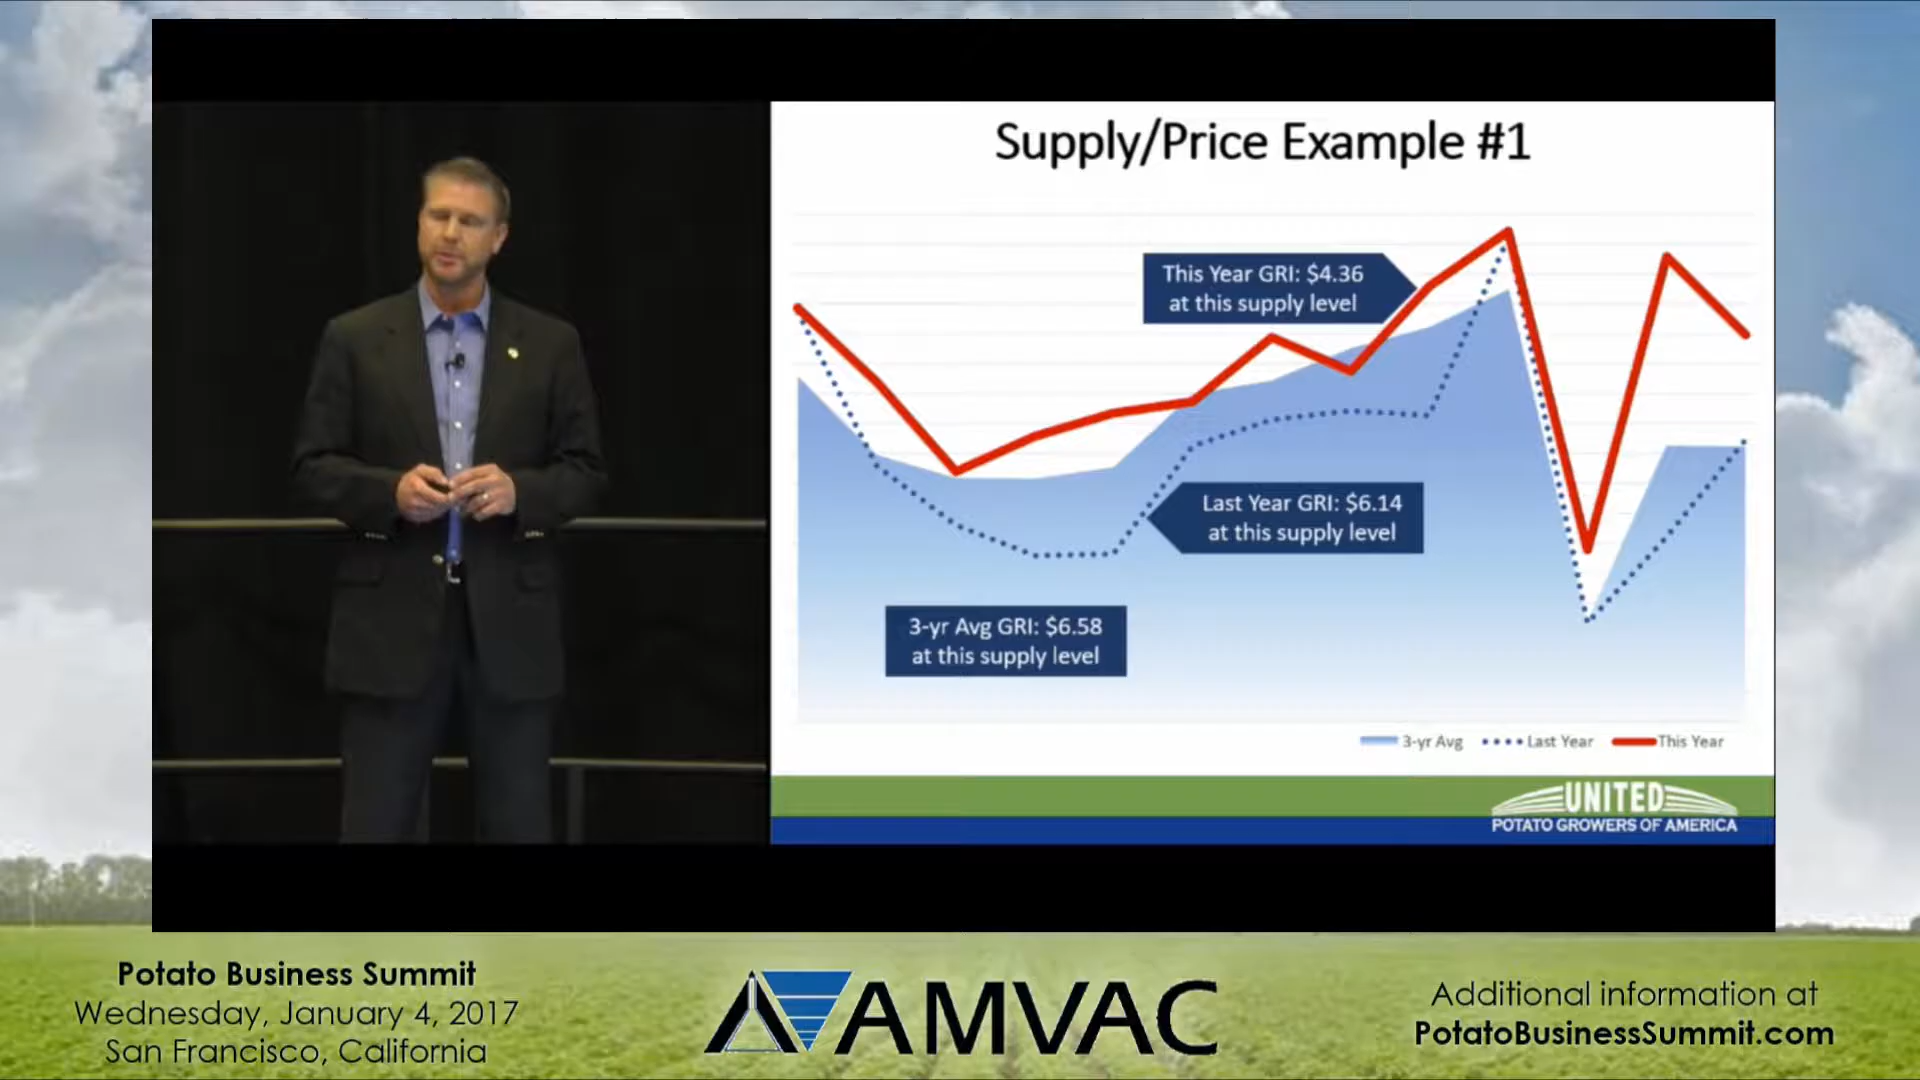 Supply/Price Example #1
This Year GRI: $4.36
at this supply level
Last Year GRI: $6.14
at this supply level
3-yr Avg GRI: $6.58
at this supply level
3-yr Avg
Last Year
This Year
UNITED
POTATO GROWERS OF AMERICA
Potato Business Summit
Wednesday, January 4, 2017
San Francisco, California
AMVAC
Additional information at
PotatoBusinessSummit.com